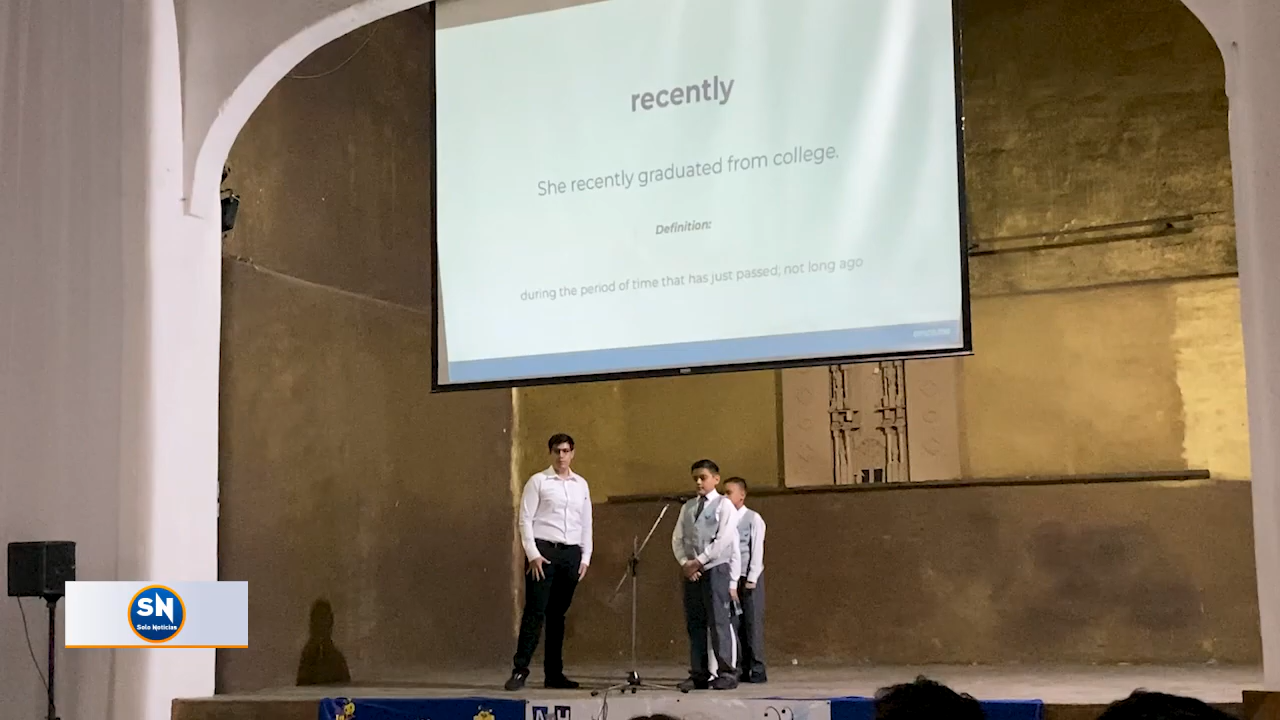 recently
She recently graduated from college.
Definition:
during the period of time that has just passed; not long ago
SN
Solo Noticias